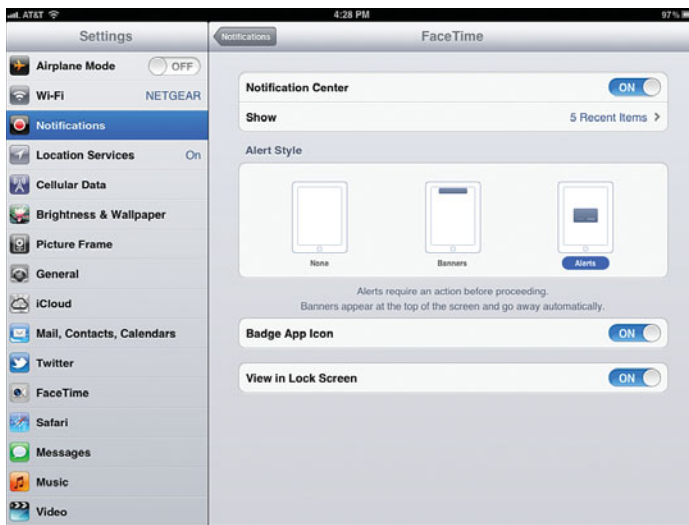 AT&T
4:28 PM
97%
Settings
Airplane Mode OFF
Wi-Fi NETGEAR
Notifications
Location Services On
Cellular Data
Brightness & Wallpaper
Picture Frame
General
iCloud
Mail, Contacts, Calendars
Twitter
FaceTime
Safari
Messages
Music
Video
Notifications
FaceTime
Notification Center ON
Show 5 Recent Items >
Alert Style
None Banners Alerts
Alerts require an action before proceeding.
Banners appear at the top of the screen and go away automatically.
Badge App Icon ON
View in Lock Screen ON